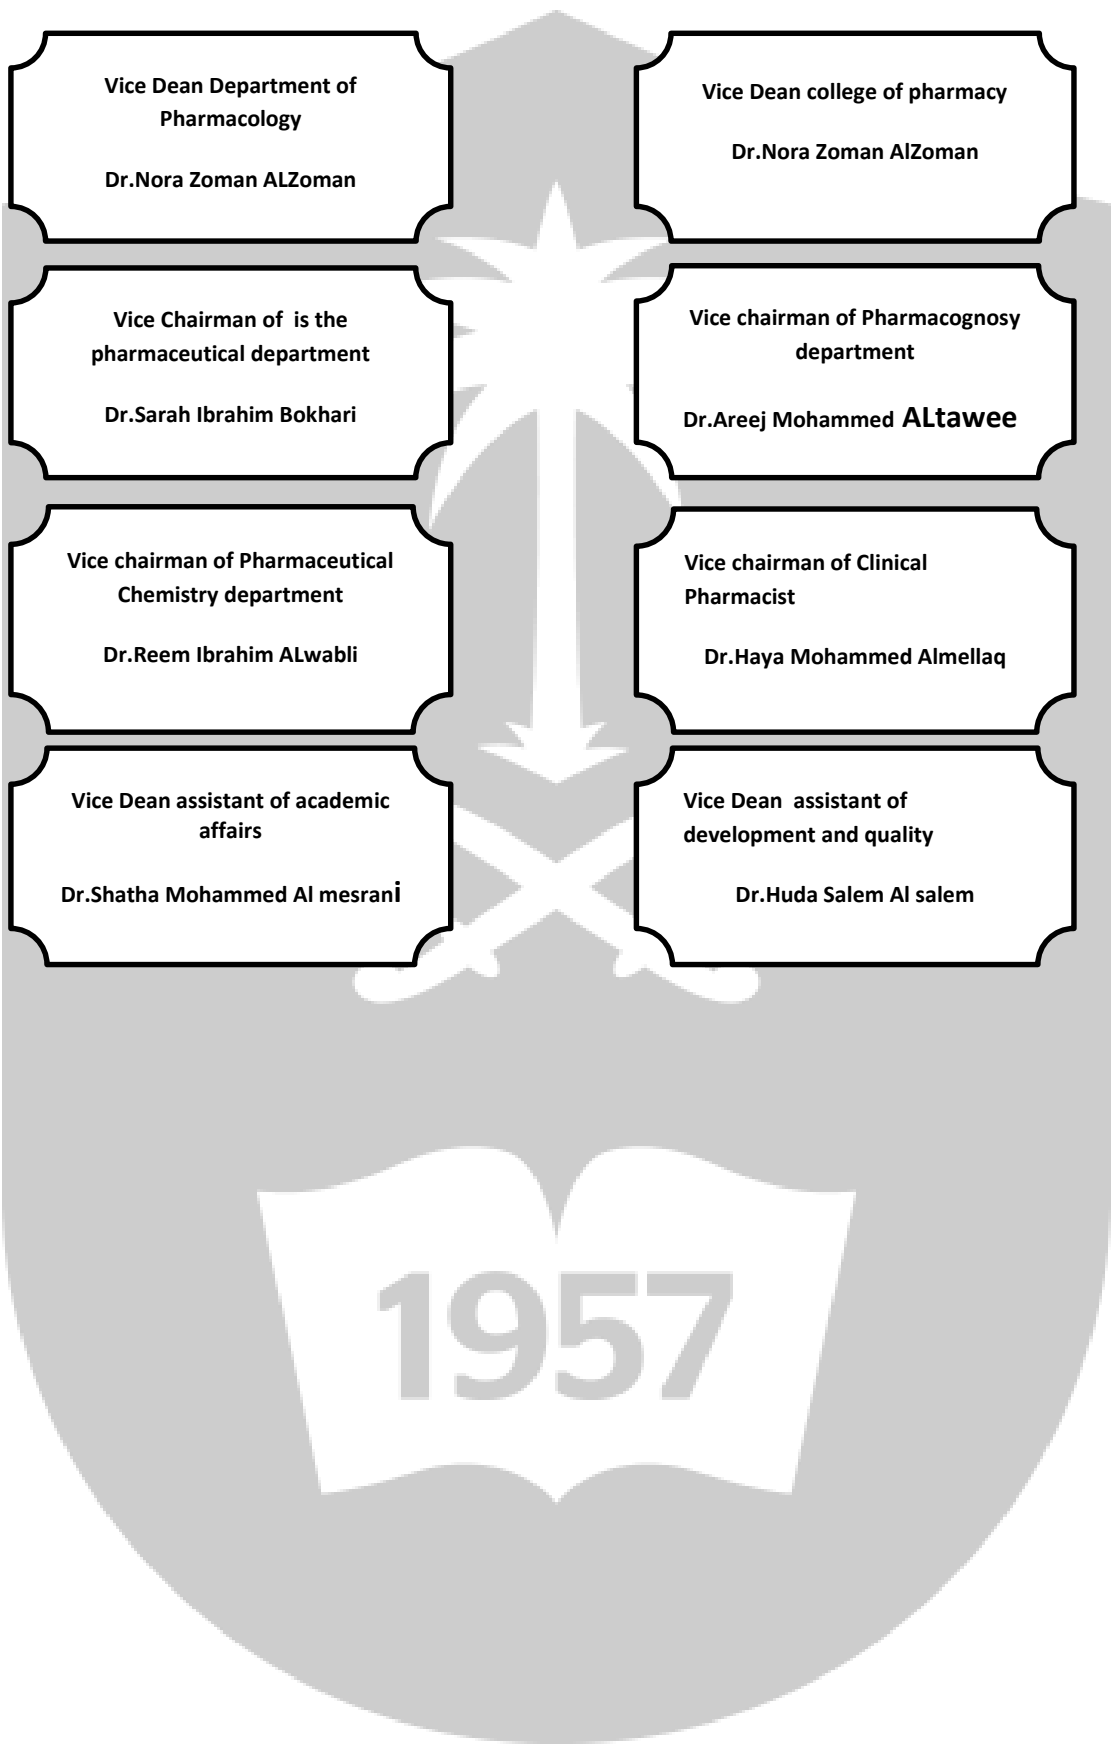 Vice Dean Department of
Pharmacology
Dr.Nora Zoman ALZoman
Vice Dean college of pharmacy
Dr.Nora Zoman AlZoman
Vice Chairman of  is the
pharmaceutical department
Dr.Sarah Ibrahim Bokhari
Vice chairman of Pharmacognosy
department
Dr.Areej Mohammed ALtawee
Vice chairman of Pharmaceutical
Chemistry department
Dr.Reem Ibrahim ALwabli
Vice chairman of Clinical
Pharmacist
Dr.Haya Mohammed Almellaq
Vice Dean assistant of academic
affairs
Dr.Shatha Mohammed Al mesrani
Vice Dean  assistant of
development and quality
Dr.Huda Salem Al salem
1957